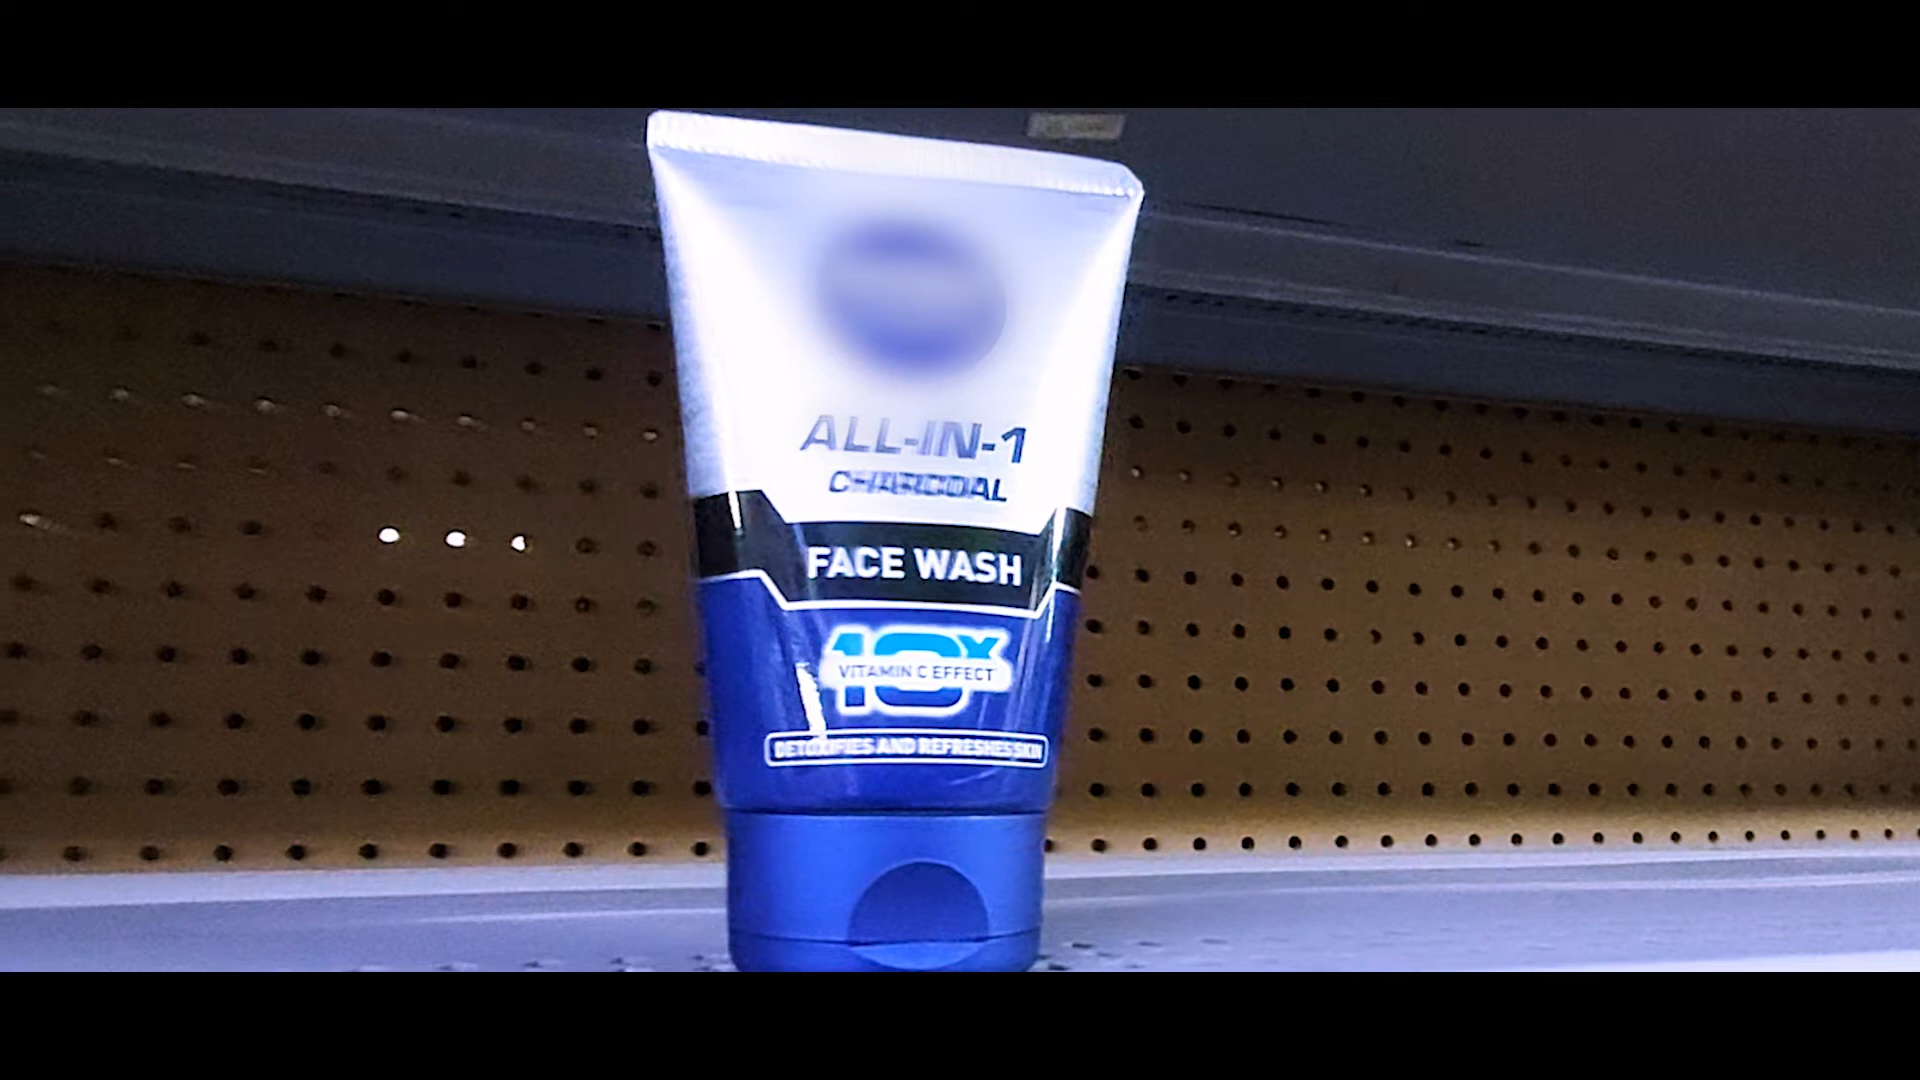 ALL-IN-1
CHARCOAL
FACE WASH
10X
VITAMIN C EFFECT
DETOXIFIES AND REFRESHES SKIN